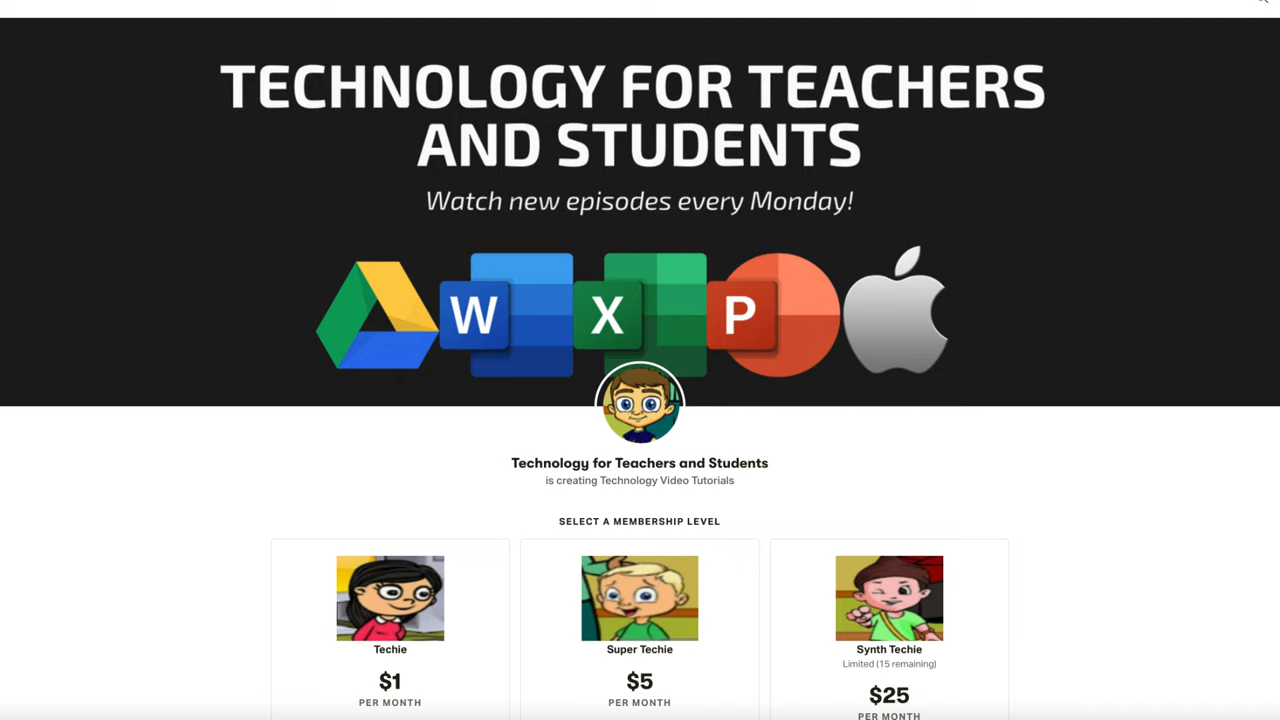 TECHNOLOGY FOR TEACHERS
AND STUDENTS
Watch new episodes every Monday!
W X P
Technology for Teachers and Students
is creating Technology Video Tutorials
SELECT A MEMBERSHIP LEVEL
Techie
$1
PER MONTH
Super Techie
$5
PER MONTH
Synth Techie
Limited (15 remaining)
$25
PER MONTH